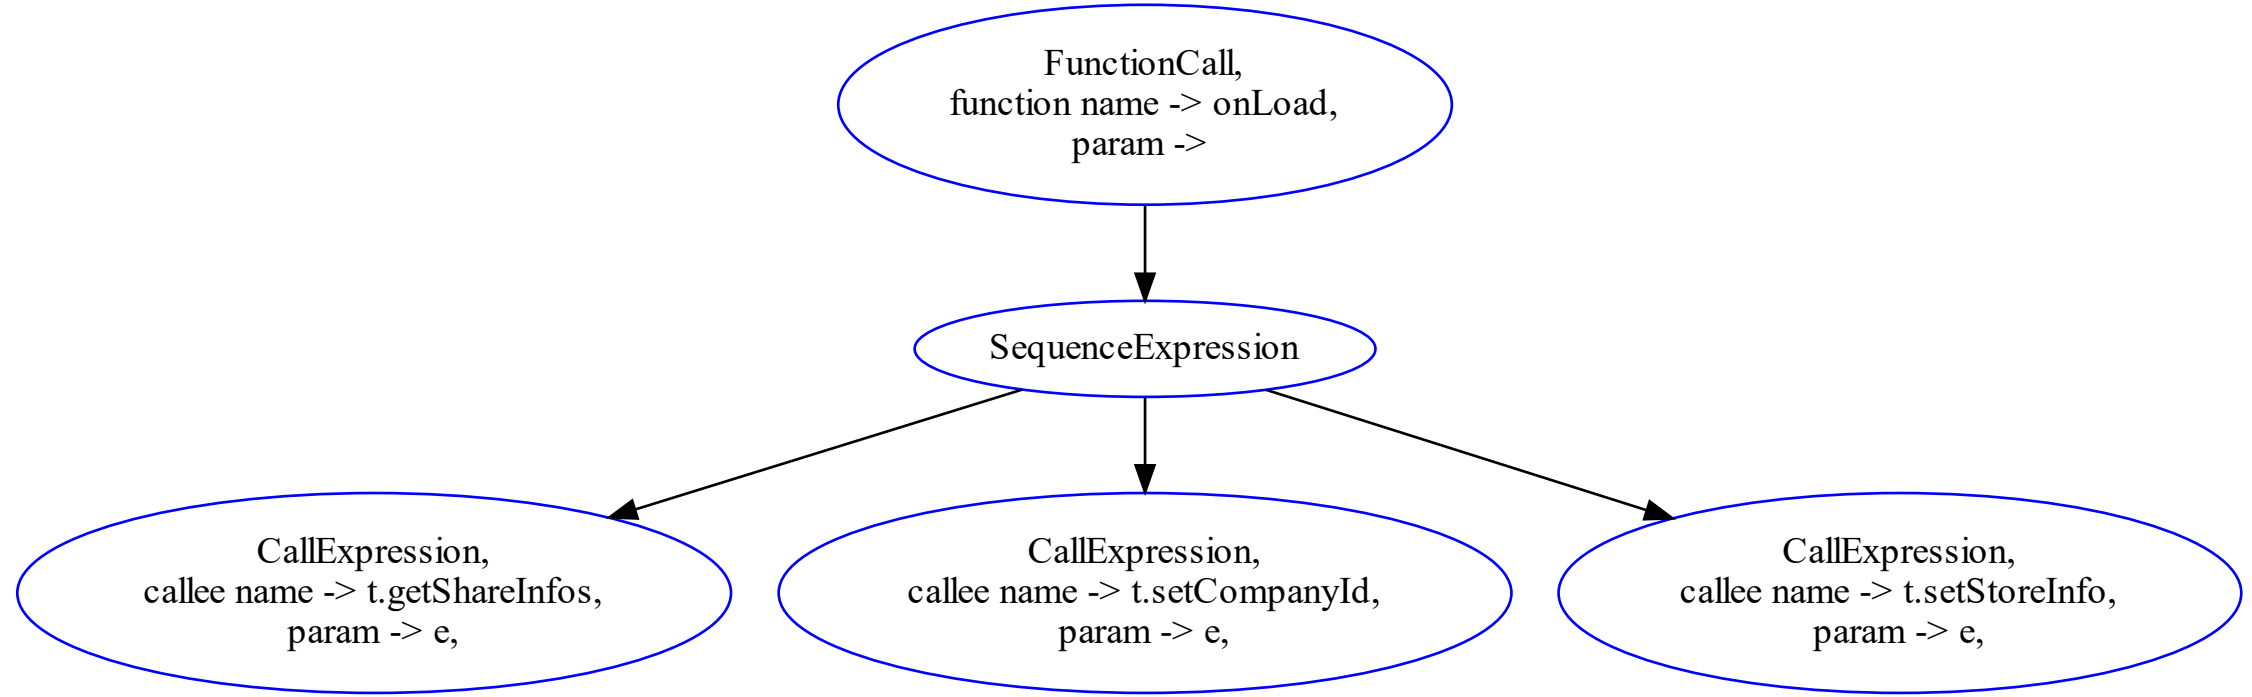 FunctionCall,
function name -> onLoad,
param ->
SequenceExpression
CallExpression,
callee name -> t.getShareInfos,
param -> e,
CallExpression,
callee name -> t.setCompanyId,
param -> e,
CallExpression,
callee name -> t.setStoreInfo,
param -> e,